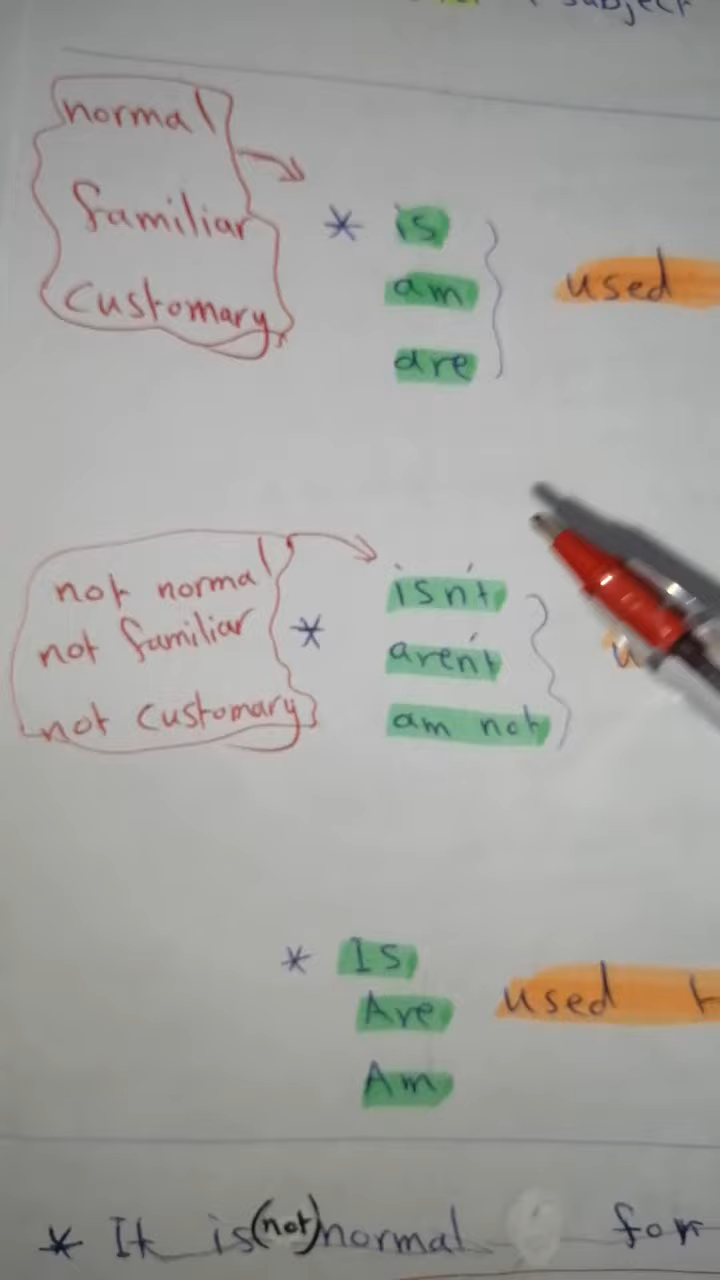 subject
normal
familiar
Customary
* is
am
are
used
not normal
not familiar
not Customary
* isn't
aren't
am not
u
* Is
Are
Am
used t
* It is (not) normal for